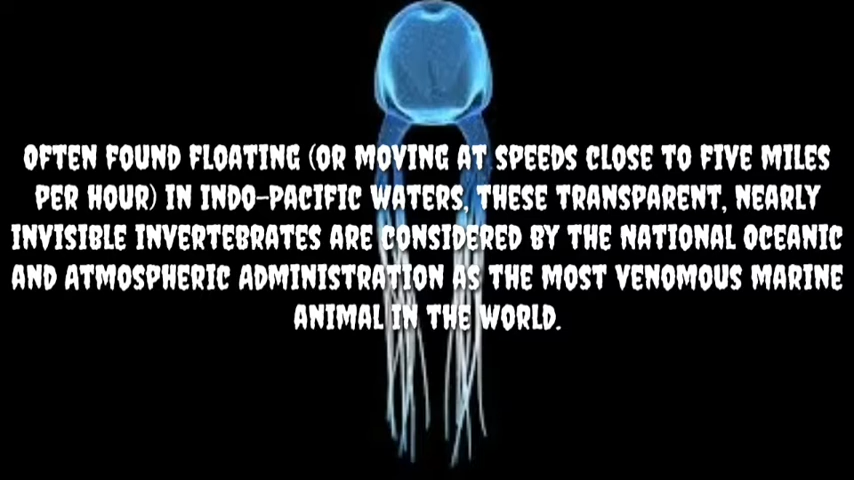 OFTEN FOUND FLOATING (OR MOVING AT SPEEDS CLOSE TO FIVE MILES
PER HOUR) IN INDO-PACIFIC WATERS, THESE TRANSPARENT, NEARLY
INVISIBLE INVERTEBRATES ARE CONSIDERED BY THE NATIONAL OCEANIC
AND ATMOSPHERIC ADMINISTRATION AS THE MOST VENOMOUS MARINE
ANIMAL IN THE WORLD.